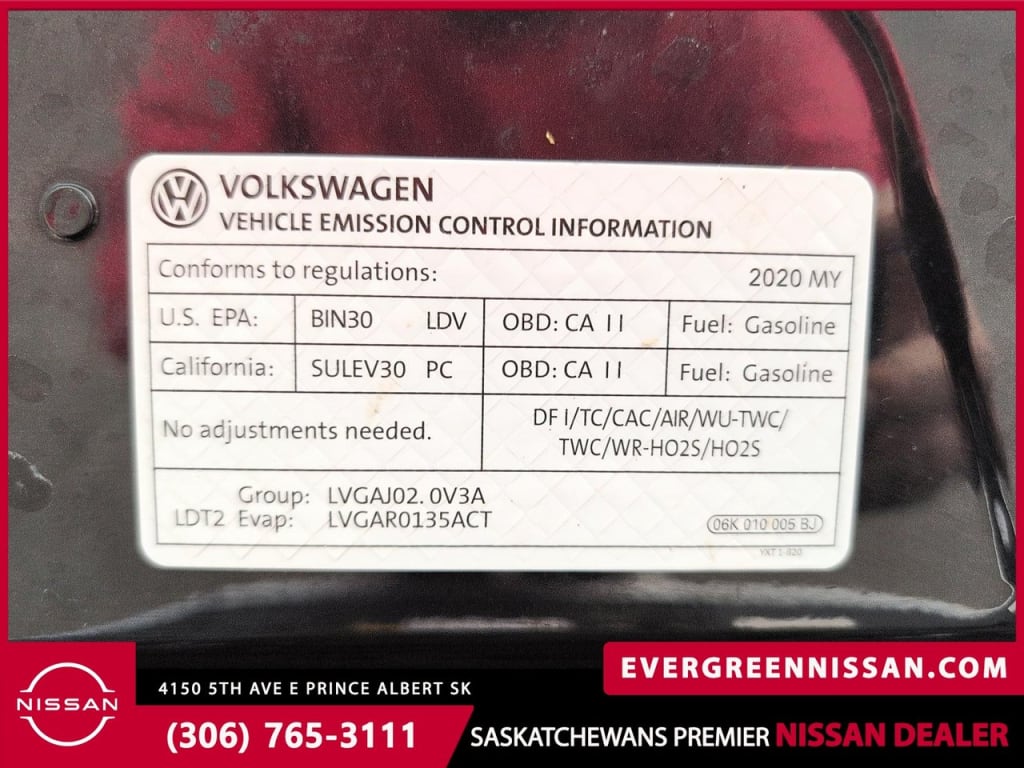 VOLKSWAGEN
VEHICLE EMISSION CONTROL INFORMATION
Conforms to regulations: 2020 MY
U.S. EPA: BIN30 LDV OBD: CA II Fuel: Gasoline
California: SULEV30 PC OBD: CA II Fuel: Gasoline
No adjustments needed. DFI/TC/CAC/AIR/WU-TWC/
TWC/WR-HO2S/HO2S
Group: LVGAJ02.0V3A
LDT2 Evap: LVGAR0135ACT
06K 010 005 BJ
YXT 1-820
NISSAN
4150 5TH AVE E PRINCE ALBERT SK
(306) 765-3111
EVERGREENNISSAN.COM
SASKATCHEWANS PREMIER NISSAN DEALER